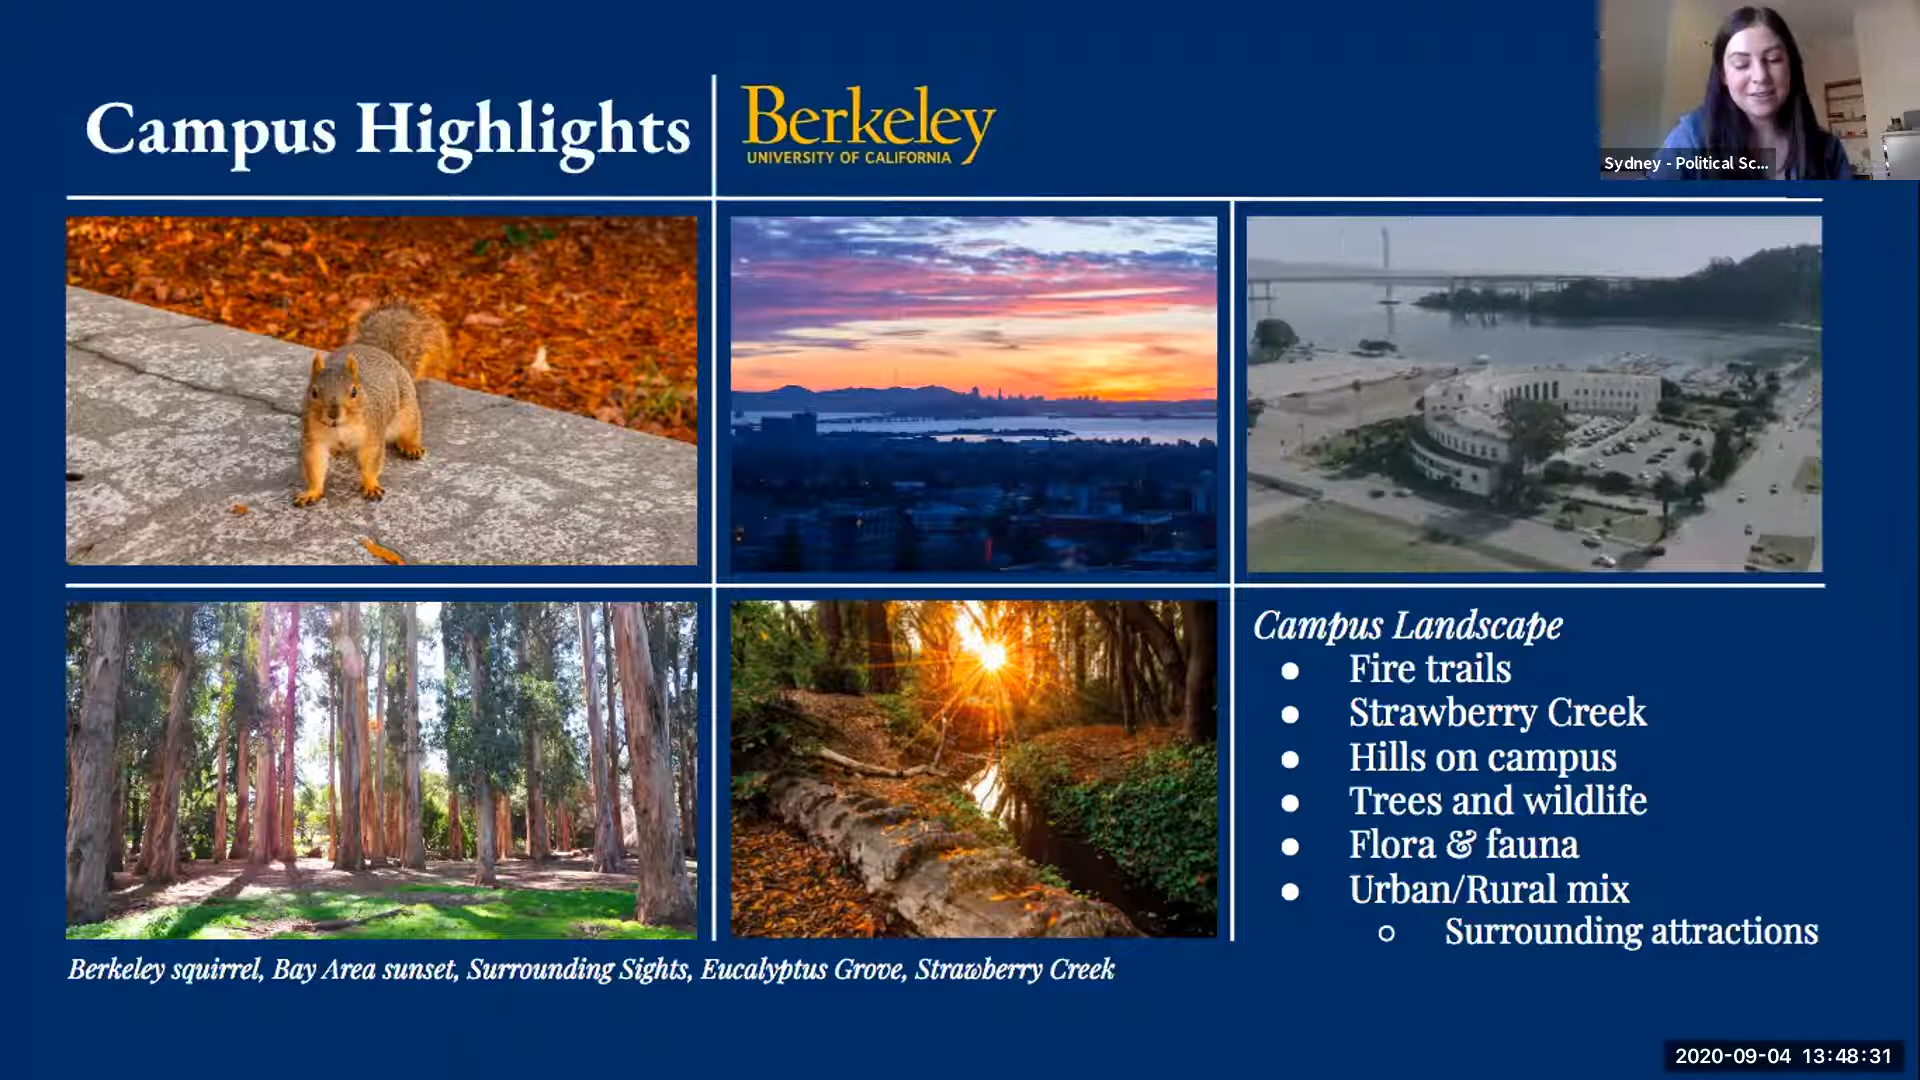 Campus Highlights
Berkeley
UNIVERSITY OF CALIFORNIA
Sydney - Political Sc...
Campus Landscape
● Fire trails
● Strawberry Creek
● Hills on campus
● Trees and wildlife
● Flora & fauna
● Urban/Rural mix
○ Surrounding attractions
Berkeley squirrel, Bay Area sunset, Surrounding Sights, Eucalyptus Grove, Strawberry Creek
2020-09-04 13:48:31